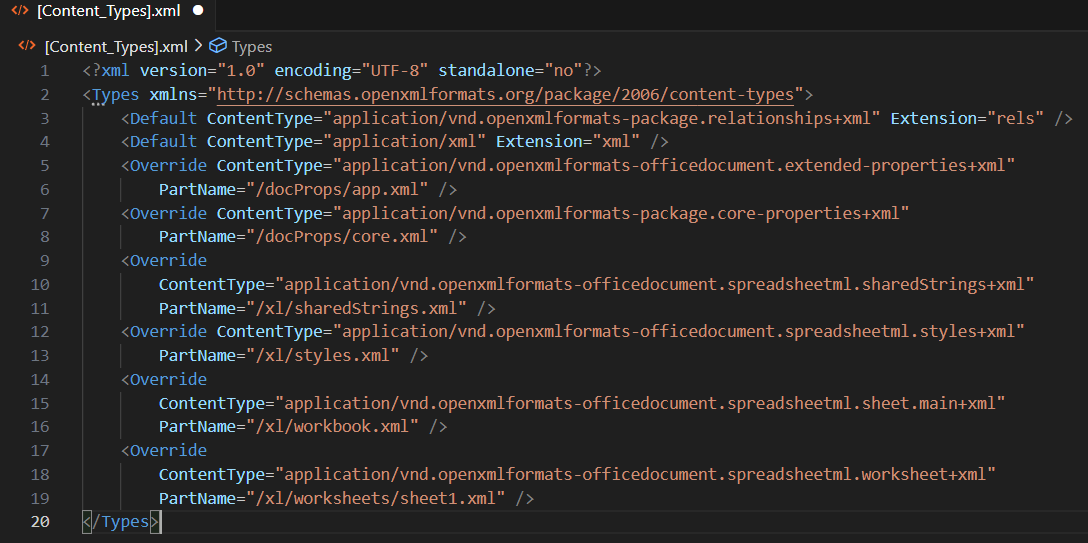 [Content_Types].xml
[Content_Types].xml > Types
1 <?xml version="1.0" encoding="UTF-8" standalone="no"?>
2 <Types xmlns="http://schemas.openxmlformats.org/package/2006/content-types">
3 <Default ContentType="application/vnd.openxmlformats-package.relationships+xml" Extension="rels" />
4 <Default ContentType="application/xml" Extension="xml" />
5 <Override ContentType="application/vnd.openxmlformats-officedocument.extended-properties+xml"
6 PartName="/docProps/app.xml" />
7 <Override ContentType="application/vnd.openxmlformats-package.core-properties+xml"
8 PartName="/docProps/core.xml" />
9 <Override
10 ContentType="application/vnd.openxmlformats-officedocument.spreadsheetml.sharedStrings+xml"
11 PartName="/xl/sharedStrings.xml" />
12 <Override ContentType="application/vnd.openxmlformats-officedocument.spreadsheetml.styles+xml"
13 PartName="/xl/styles.xml" />
14 <Override
15 ContentType="application/vnd.openxmlformats-officedocument.spreadsheetml.sheet.main+xml"
16 PartName="/xl/workbook.xml" />
17 <Override
18 ContentType="application/vnd.openxmlformats-officedocument.spreadsheetml.worksheet+xml"
19 PartName="/xl/worksheets/sheet1.xml" />
20 </Types>